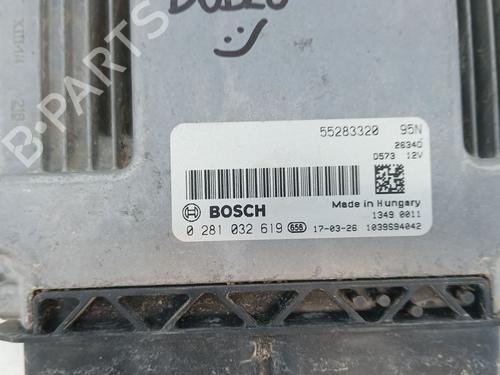 55283320 95N
2634D
D573 12V
BOSCH
Made in Hungary
0 281 032 619 658 17-03-26
1349 0011
1039S94042
B-PARTS